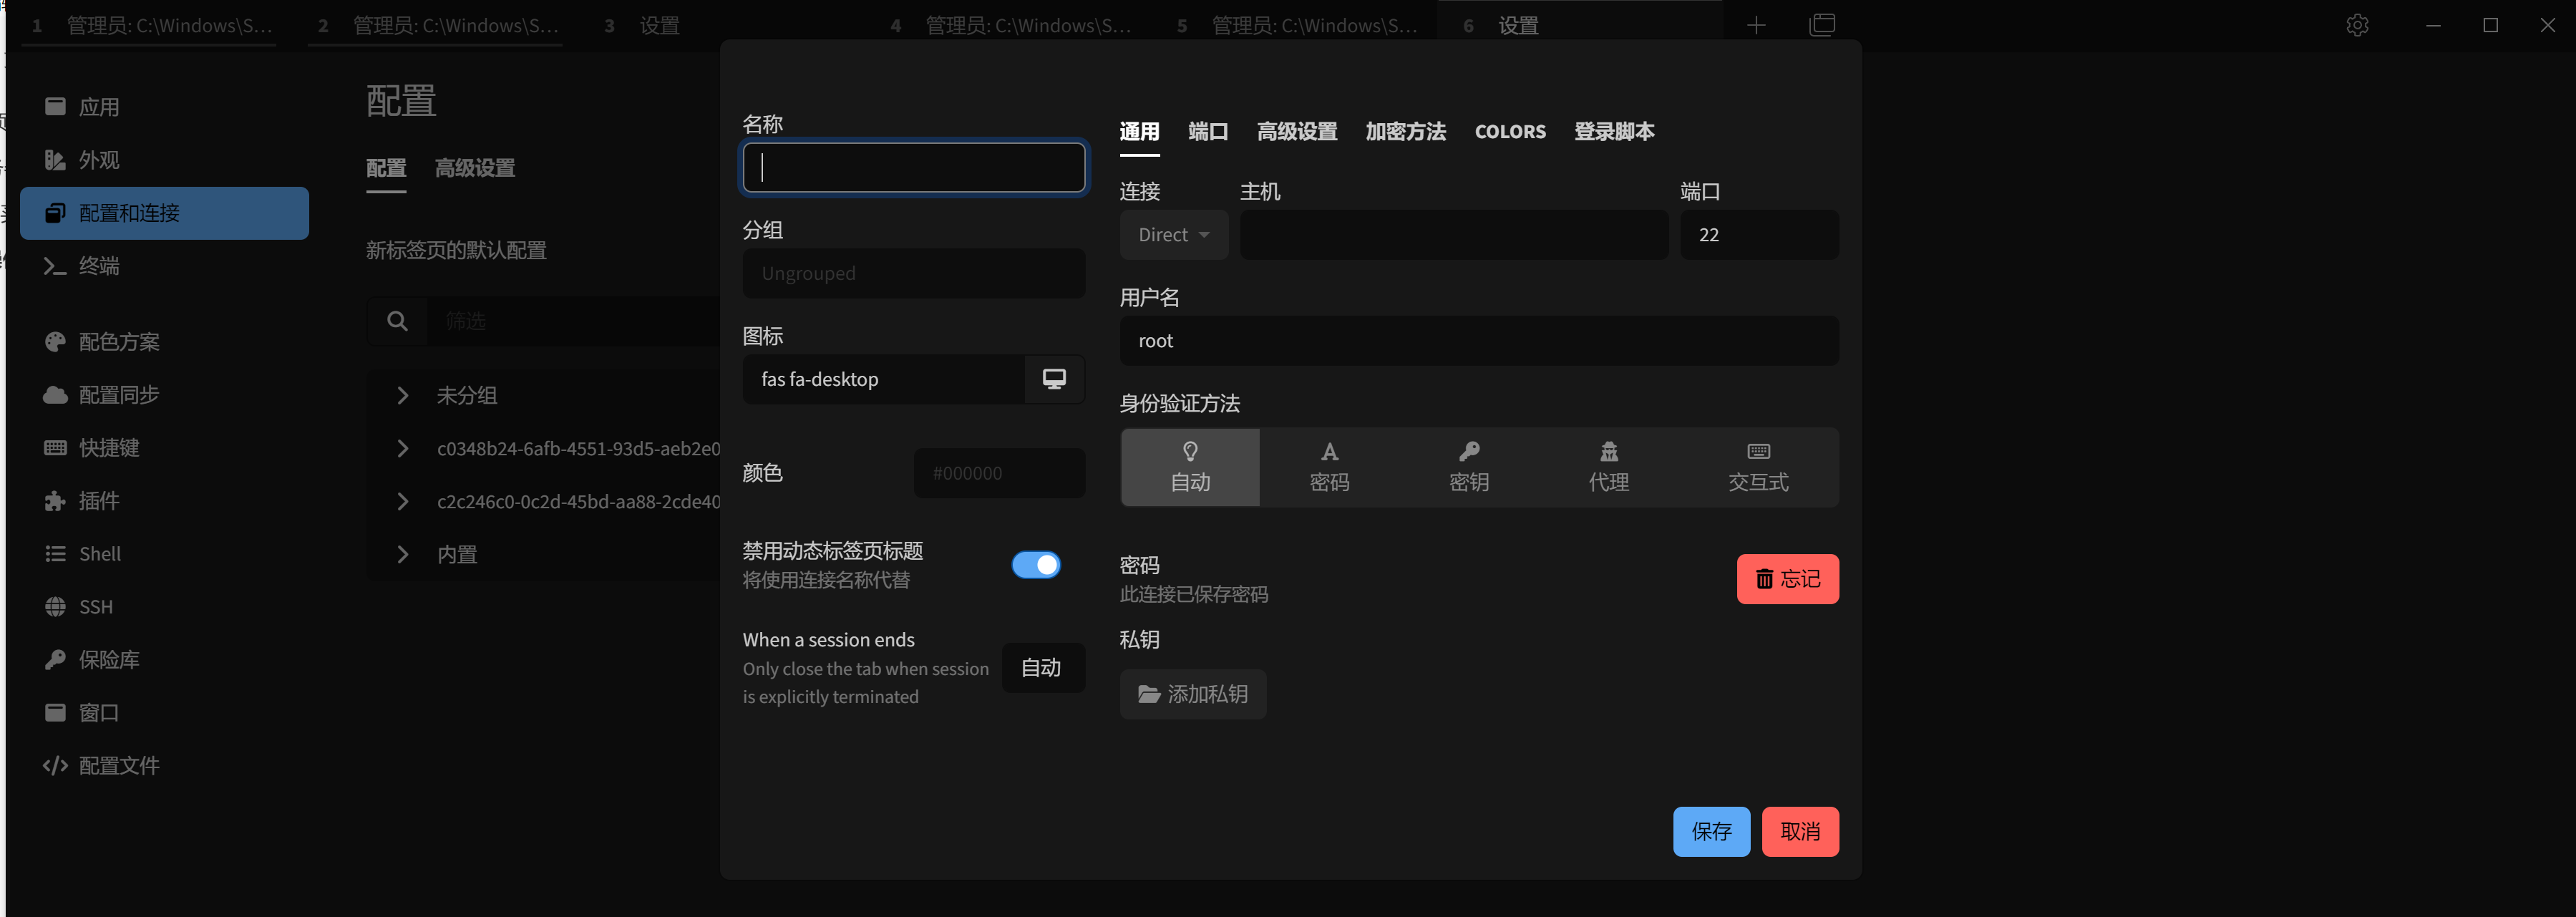 1 管理员: C:\Windows\S...
2 管理员: C:\Windows\S...
3 设置
4 管理员: C:\Windows\S...
5 管理员: C:\Windows\S...
6 设置
应用
外观
配置和连接
终端
配色方案
配置同步
快捷键
插件
Shell
SSH
保险库
窗口
配置文件
配置
配置 高级设置
新标签页的默认配置
筛选
未分组
c0348b24-6afb-4551-93d5-aeb2e0
c2c246c0-0c2d-45bd-aa88-2cde40
内置
名称
分组
Ungrouped
图标
fas fa-desktop
颜色
#000000
禁用动态标签页标题
将使用连接名称代替
When a session ends
Only close the tab when session
is explicitly terminated
自动
通用 端口 高级设置 加密方法 COLORS 登录脚本
连接 主机 端口
Direct 22
用户名
root
身份验证方法
自动 密码 密钥 代理 交互式
密码
此连接已保存密码
忘记
私钥
添加私钥
保存 取消